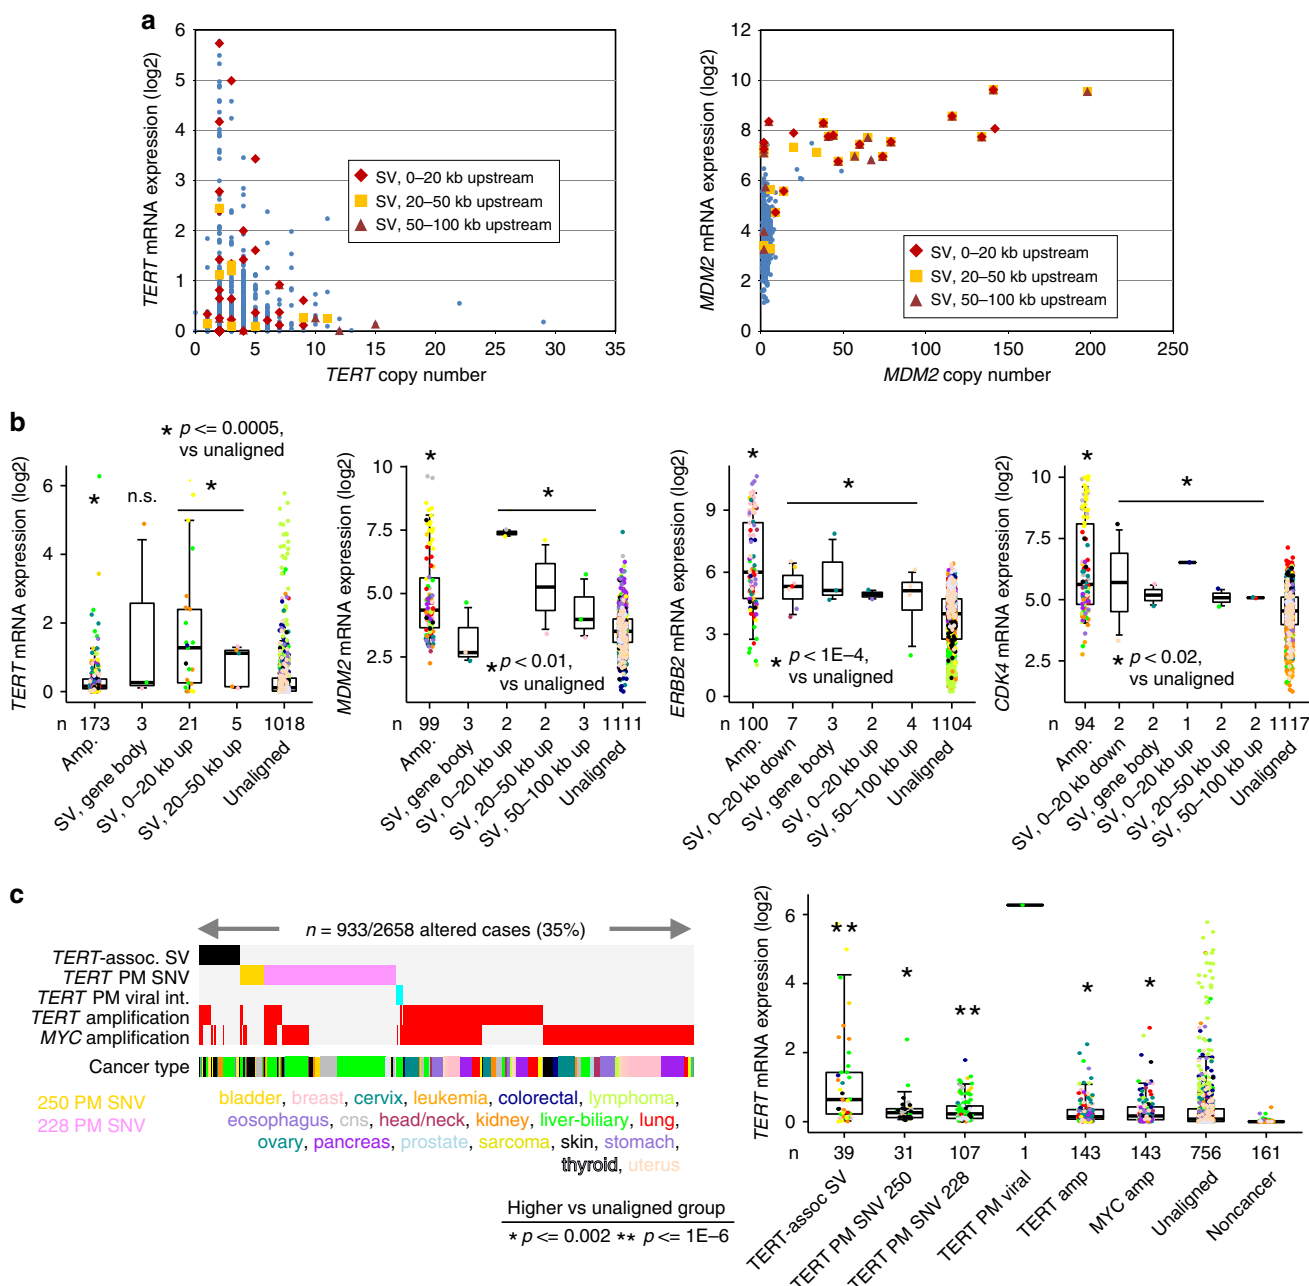 a
TERT mRNA expression (log2)
6
5
4
3
2
1
0
0 5 10 15 20 25 30 35
TERT copy number
SV, 0–20 kb upstream
SV, 20–50 kb upstream
SV, 50–100 kb upstream
MDM2 mRNA expression (log2)
12
10
8
6
4
2
0
0 50 100 150 200 250
MDM2 copy number
SV, 0–20 kb upstream
SV, 20–50 kb upstream
SV, 50–100 kb upstream
b
TERT mRNA expression (log2)
* p <= 0.0005,
vs unaligned
6
4
2
0
*
n.s.
*
n 173 3 21 5 1018
Amp.
SV, gene body
SV, 0–20 kb up
SV, 20–50 kb up
Unaligned
MDM2 mRNA expression (log2)
10
7.5
5.0
2.5
*
*
* p < 0.01,
vs unaligned
n 99 3 2 2 3 1111
Amp.
SV, gene body
SV, 0–20 kb up
SV, 20–50 kb up
SV, 50–100 kb up
Unaligned
ERBB2 mRNA expression (log2)
9
6
3
0
*
*
* p < 1E–4,
vs unaligned
n 100 7 3 2 4 1104
Amp.
SV, 0–20 kb down
SV, gene body
SV, 0–20 kb up
SV, 50–100 kb up
Unaligned
CDK4 mRNA expression (log2)
10
7.5
5.0
2.5
*
*
* p < 0.02,
vs unaligned
n 94 2 2 1 2 2 1117
Amp.
SV, 0–20 kb down
SV, gene body
SV, 0–20 kb up
SV, 20–50 kb up
SV, 50–100 kb up
Unaligned
c
n = 933/2658 altered cases (35%)
TERT-assoc. SV
TERT PM SNV
TERT PM viral int.
TERT amplification
MYC amplification
Cancer type
250 PM SNV
228 PM SNV
bladder, breast, cervix, leukemia, colorectal, lymphoma,
eosophagus, cns, head/neck, kidney, liver-biliary, lung,
ovary, pancreas, prostate, sarcoma, skin, stomach,
thyroid, uterus
Higher vs unaligned group
* p <= 0.002 ** p <= 1E–6
TERT mRNA expression (log2)
6
4
2
0
**
*
**
*
*
n 39 31 107 1 143 143 756 161
TERT-assoc SV
TERT PM SNV 250
TERT PM SNV 228
TERT PM viral
TERT amp
MYC amp
Unaligned
Noncancer